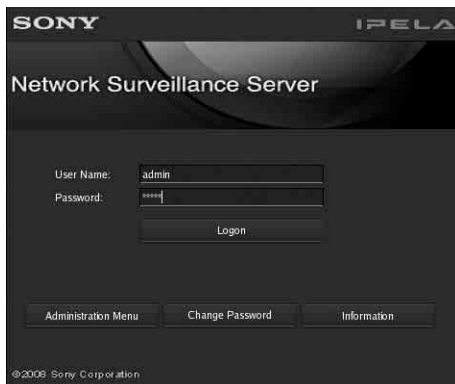 SONY
IPELA
Network Surveillance Server
User Name: admin
Password: *****
Logon
Administration Menu
Change Password
Information
©2008 Sony Corporation